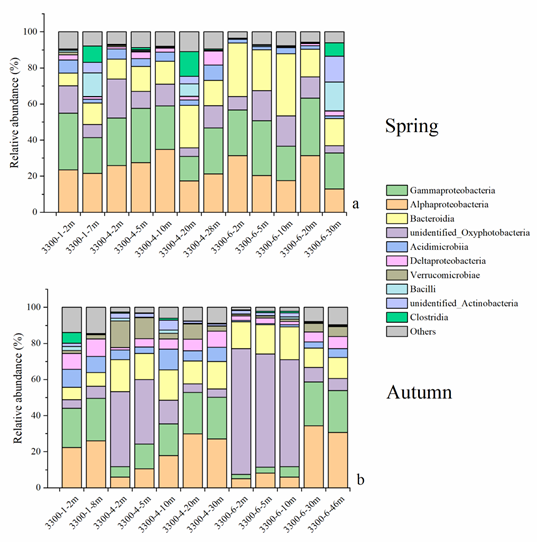 100
80
60
40
20
0
Relative abundance (%)
3300-1-2m
3300-1-7m
3300-4-2m
3300-4-5m
3300-4-10m
3300-4-20m
3300-4-28m
3300-6-2m
3300-6-5m
3300-6-10m
3300-6-20m
3300-6-30m
a
Spring
Gammaproteobacteria
Alphaproteobacteria
Bacteroidia
unidentified_Oxyphotobacteria
Acidimicrobiia
Deltaproteobacteria
Verrucomicrobiae
Bacilli
unidentified_Actinobacteria
Clostridia
Others
100
80
60
40
20
0
Relative abundance (%)
3300-1-2m
3300-1-8m
3300-4-2m
3300-4-5m
3300-4-10m
3300-4-20m
3300-4-30m
3300-6-2m
3300-6-5m
3300-6-10m
3300-6-30m
3300-6-46m
b
Autumn